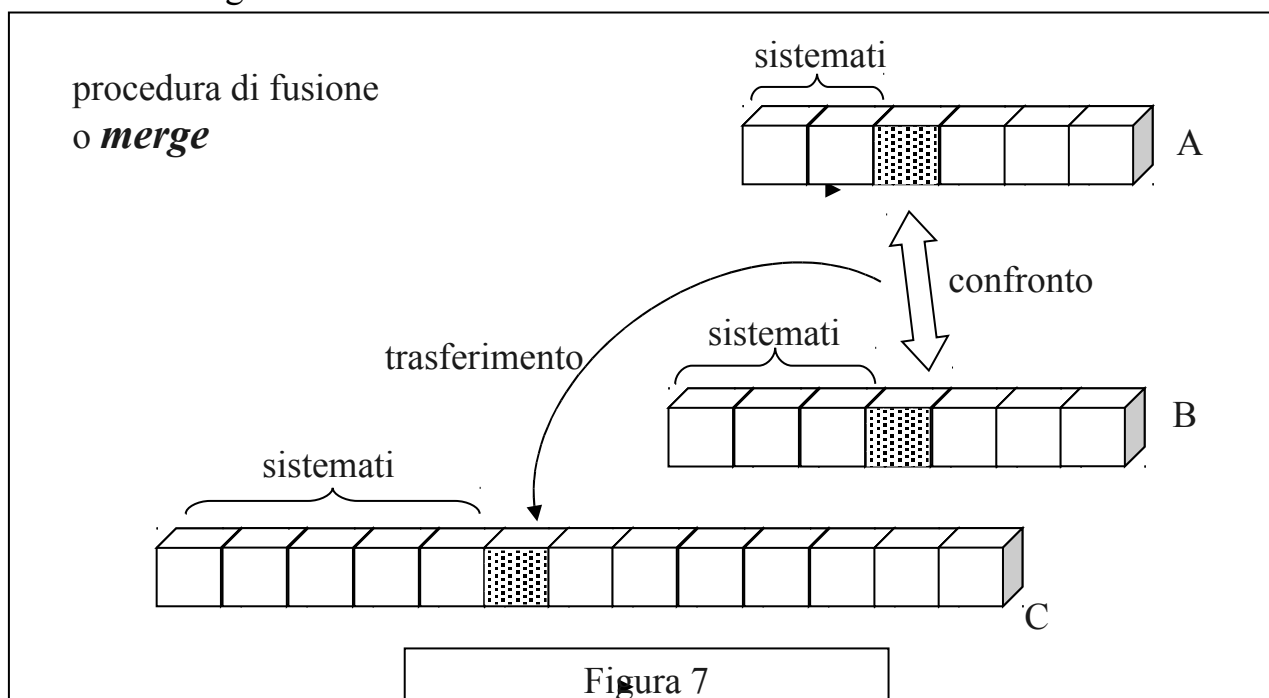 procedura di fusione
o merge
sistemati
A
confronto
sistemati
trasferimento
B
sistemati
C
Figura 7